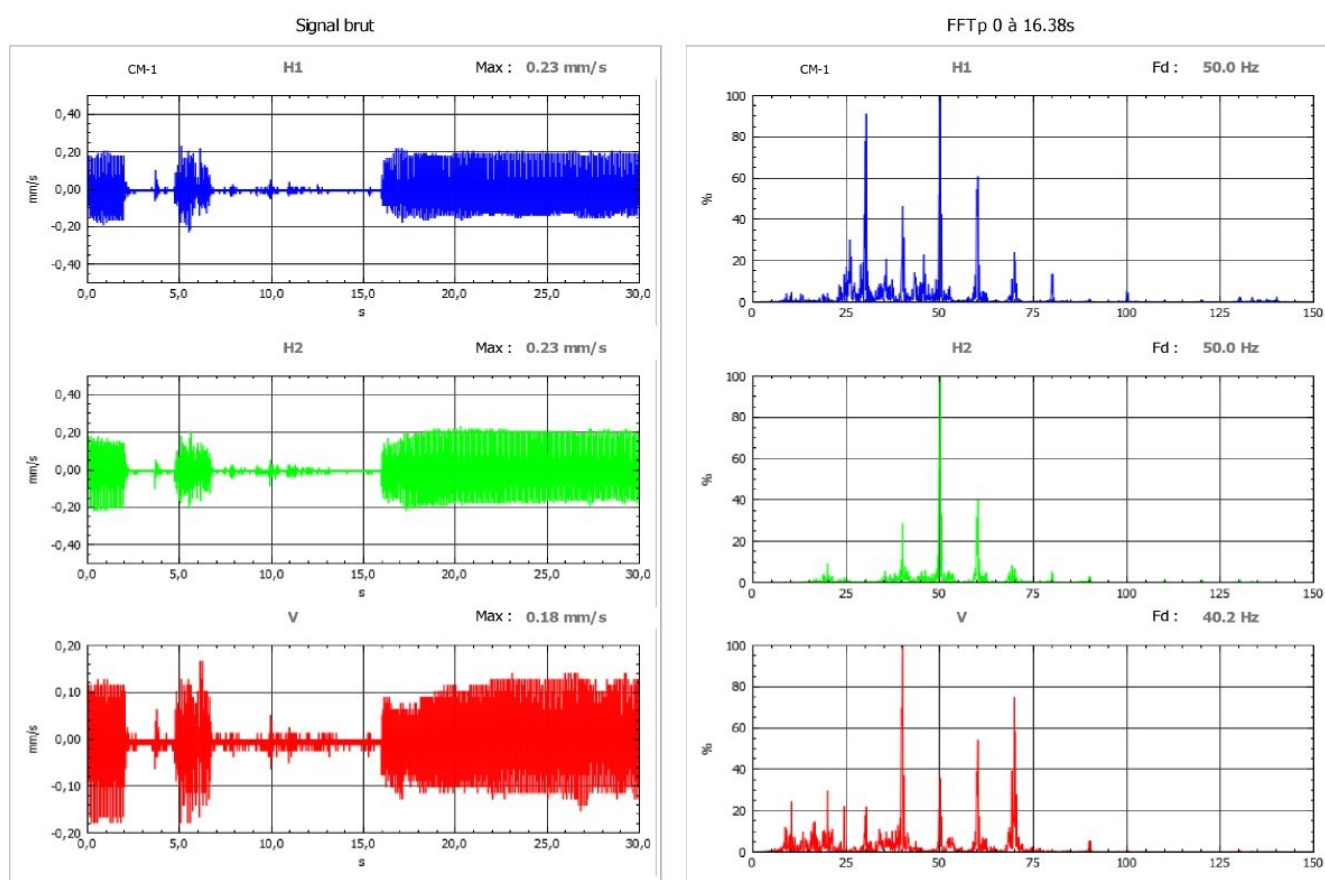 Signal brut
FFTp 0 à 16.38s
CM-1 H1 Max : 0.23 mm/s
0,40
0,20
0,00
-0,20
-0,40
mm/s
0,0 5,0 10,0 15,0 20,0 25,0 30,0
s
CM-1 H1 Fd : 50.0 Hz
100
80
60
40
20
0
%
0 25 50 75 100 125 150
H2 Max : 0.23 mm/s
0,40
0,20
0,00
-0,20
-0,40
mm/s
0,0 5,0 10,0 15,0 20,0 25,0 30,0
s
H2 Fd : 50.0 Hz
100
80
60
40
20
0
%
0 25 50 75 100 125 150
V Max : 0.18 mm/s
0,20
0,10
0,00
-0,10
-0,20
mm/s
0,0 5,0 10,0 15,0 20,0 25,0 30,0
s
V Fd : 40.2 Hz
100
80
60
40
20
0
%
0 25 50 75 100 125 150